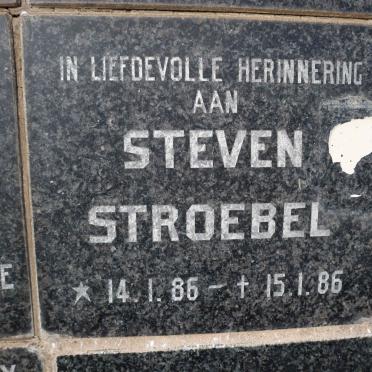 IN LIEFDEVOLLE HERINNERING
AAN
STEVEN
STROEBEL
* 14.1.86 – † 15.1.86
E